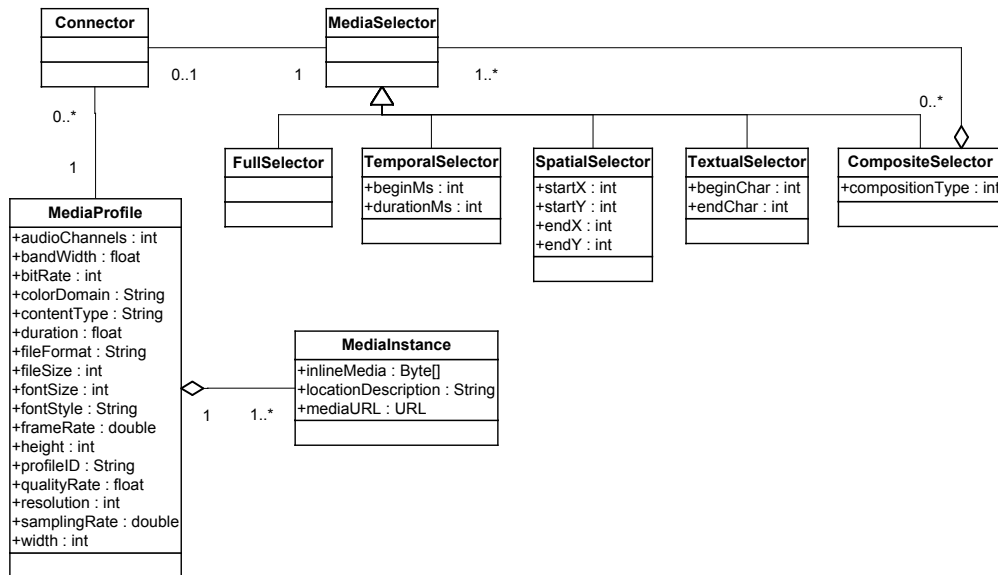 Connector
MediaSelector
0..1
1
1..*
0..*
0..*
1
FullSelector
TemporalSelector
+beginMs : int
+durationMs : int
SpatialSelector
+startX : int
+startY : int
+endX : int
+endY : int
TextualSelector
+beginChar : int
+endChar : int
CompositeSelector
+compositionType : int
MediaProfile
+audioChannels : int
+bandWidth : float
+bitRate : int
+colorDomain : String
+contentType : String
+duration : float
+fileFormat : String
+fileSize : int
+fontSize : int
+fontStyle : String
+frameRate : double
+height : int
+profileID : String
+qualityRate : float
+resolution : int
+samplingRate : double
+width : int
1
1..*
MediaInstance
+inlineMedia : Byte[]
+locationDescription : String
+mediaURL : URL